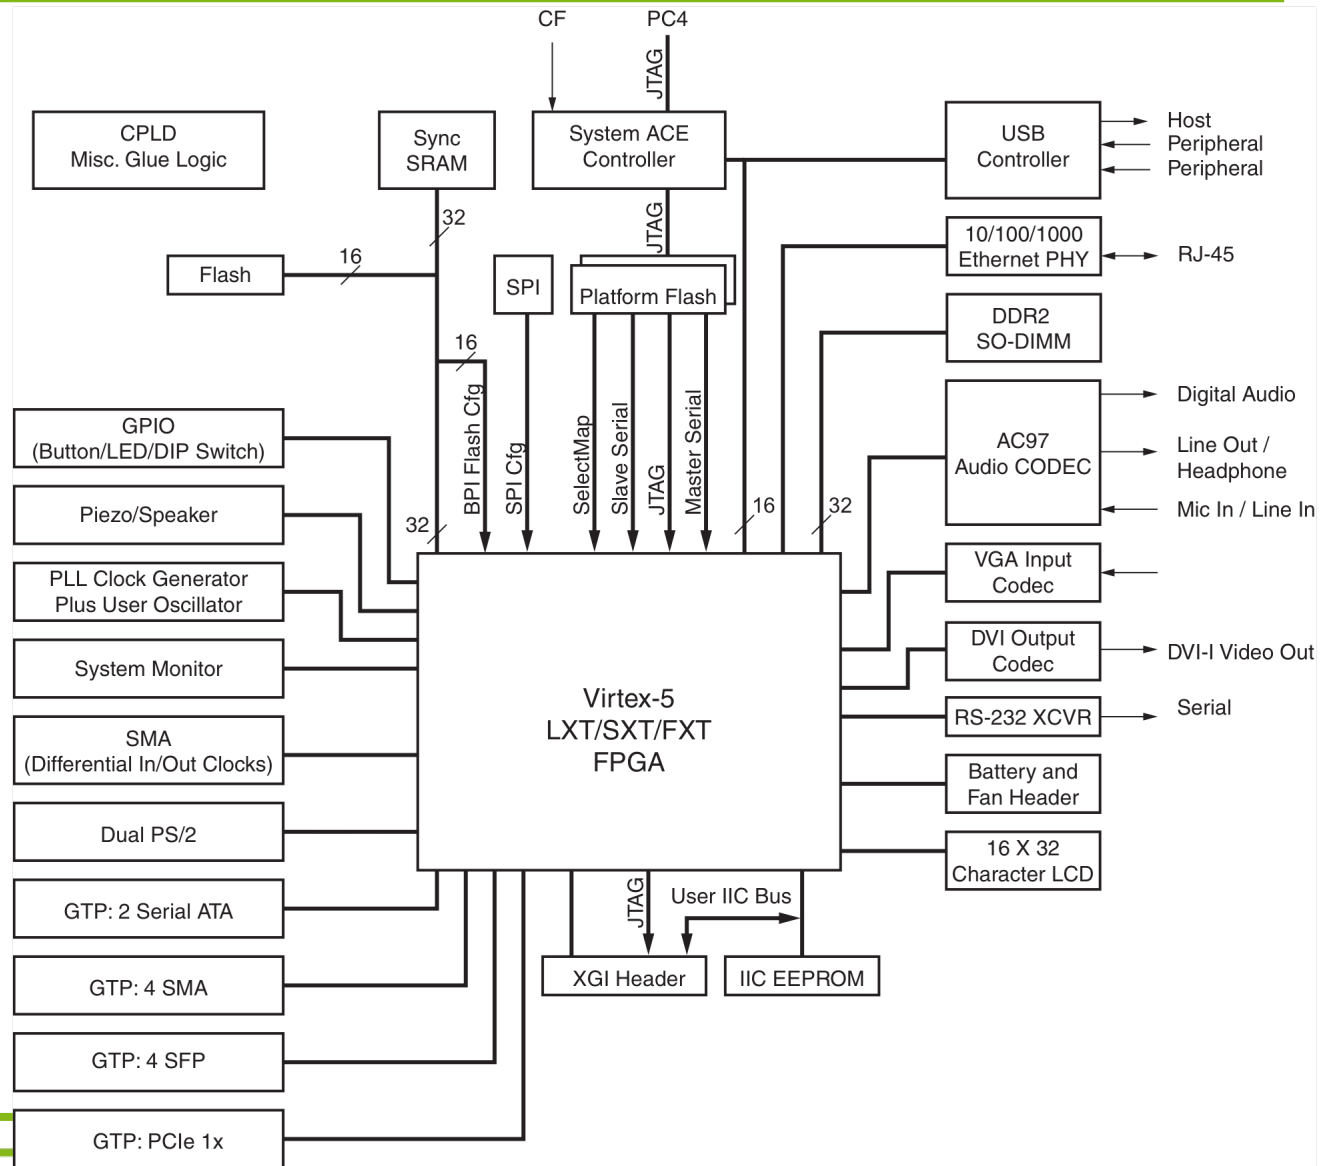 CF
PC4
JTAG
CPLD
Misc. Glue Logic
Sync
SRAM
System ACE
Controller
USB
Controller
Host
Peripheral
Peripheral
32
JTAG
10/100/1000
Ethernet PHY
RJ-45
16
Flash
SPI
Platform Flash
DDR2
SO-DIMM
16
BPI Flash Cfg
SPI Cfg
SelectMap
Slave Serial
JTAG
Master Serial
32
16
32
AC97
Audio CODEC
Digital Audio
Line Out /
Headphone
Mic In / Line In
GPIO
(Button/LED/DIP Switch)
Piezo/Speaker
PLL Clock Generator
Plus User Oscillator
System Monitor
SMA
(Differential In/Out Clocks)
Dual PS/2
GTP: 2 Serial ATA
GTP: 4 SMA
GTP: 4 SFP
GTP: PCIe 1x
Virtex-5
LXT/SXT/FXT
FPGA
VGA Input
Codec
DVI Output
Codec
DVI-I Video Out
RS-232 XCVR
Serial
Battery and
Fan Header
16 X 32
Character LCD
JTAG
User IIC Bus
XGI Header
IIC EEPROM